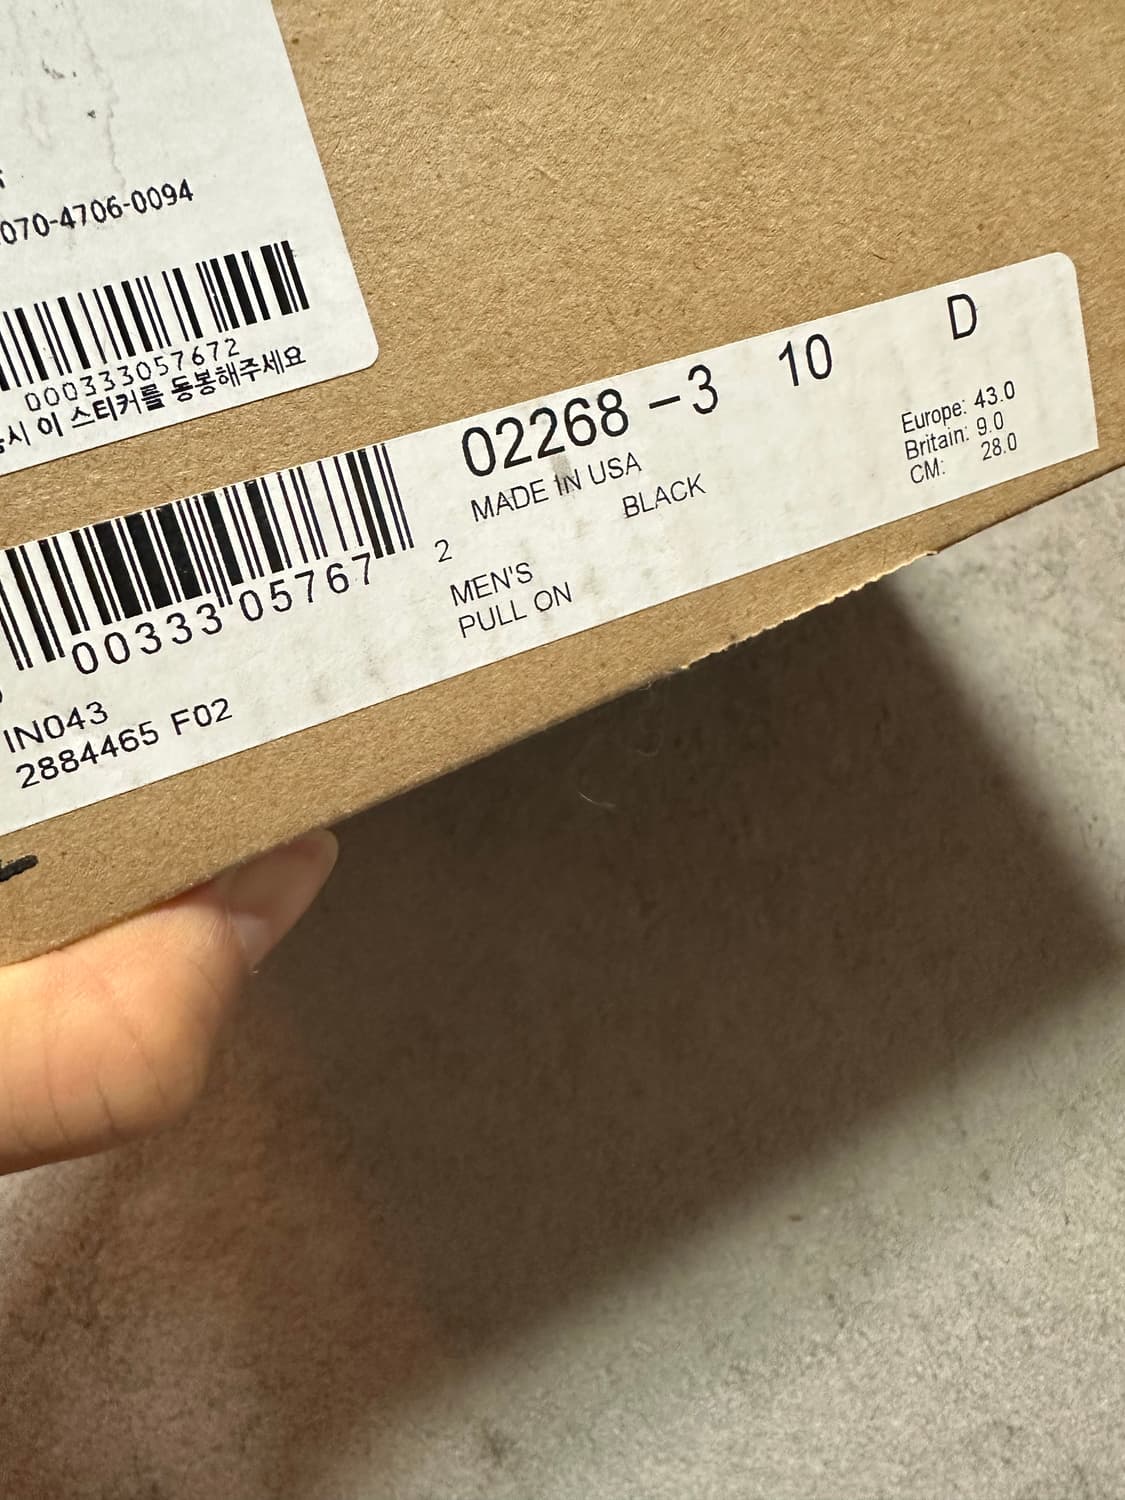 070-4706-0094
000333057672
시 이 스티커를 동봉해주세요
02268 - 3 10 D
MADE IN USA
BLACK
Europe: 43.0
Britain: 9.0
CM: 28.0
00333 05767 2
MEN'S
PULL ON
IN043
2884465 F02